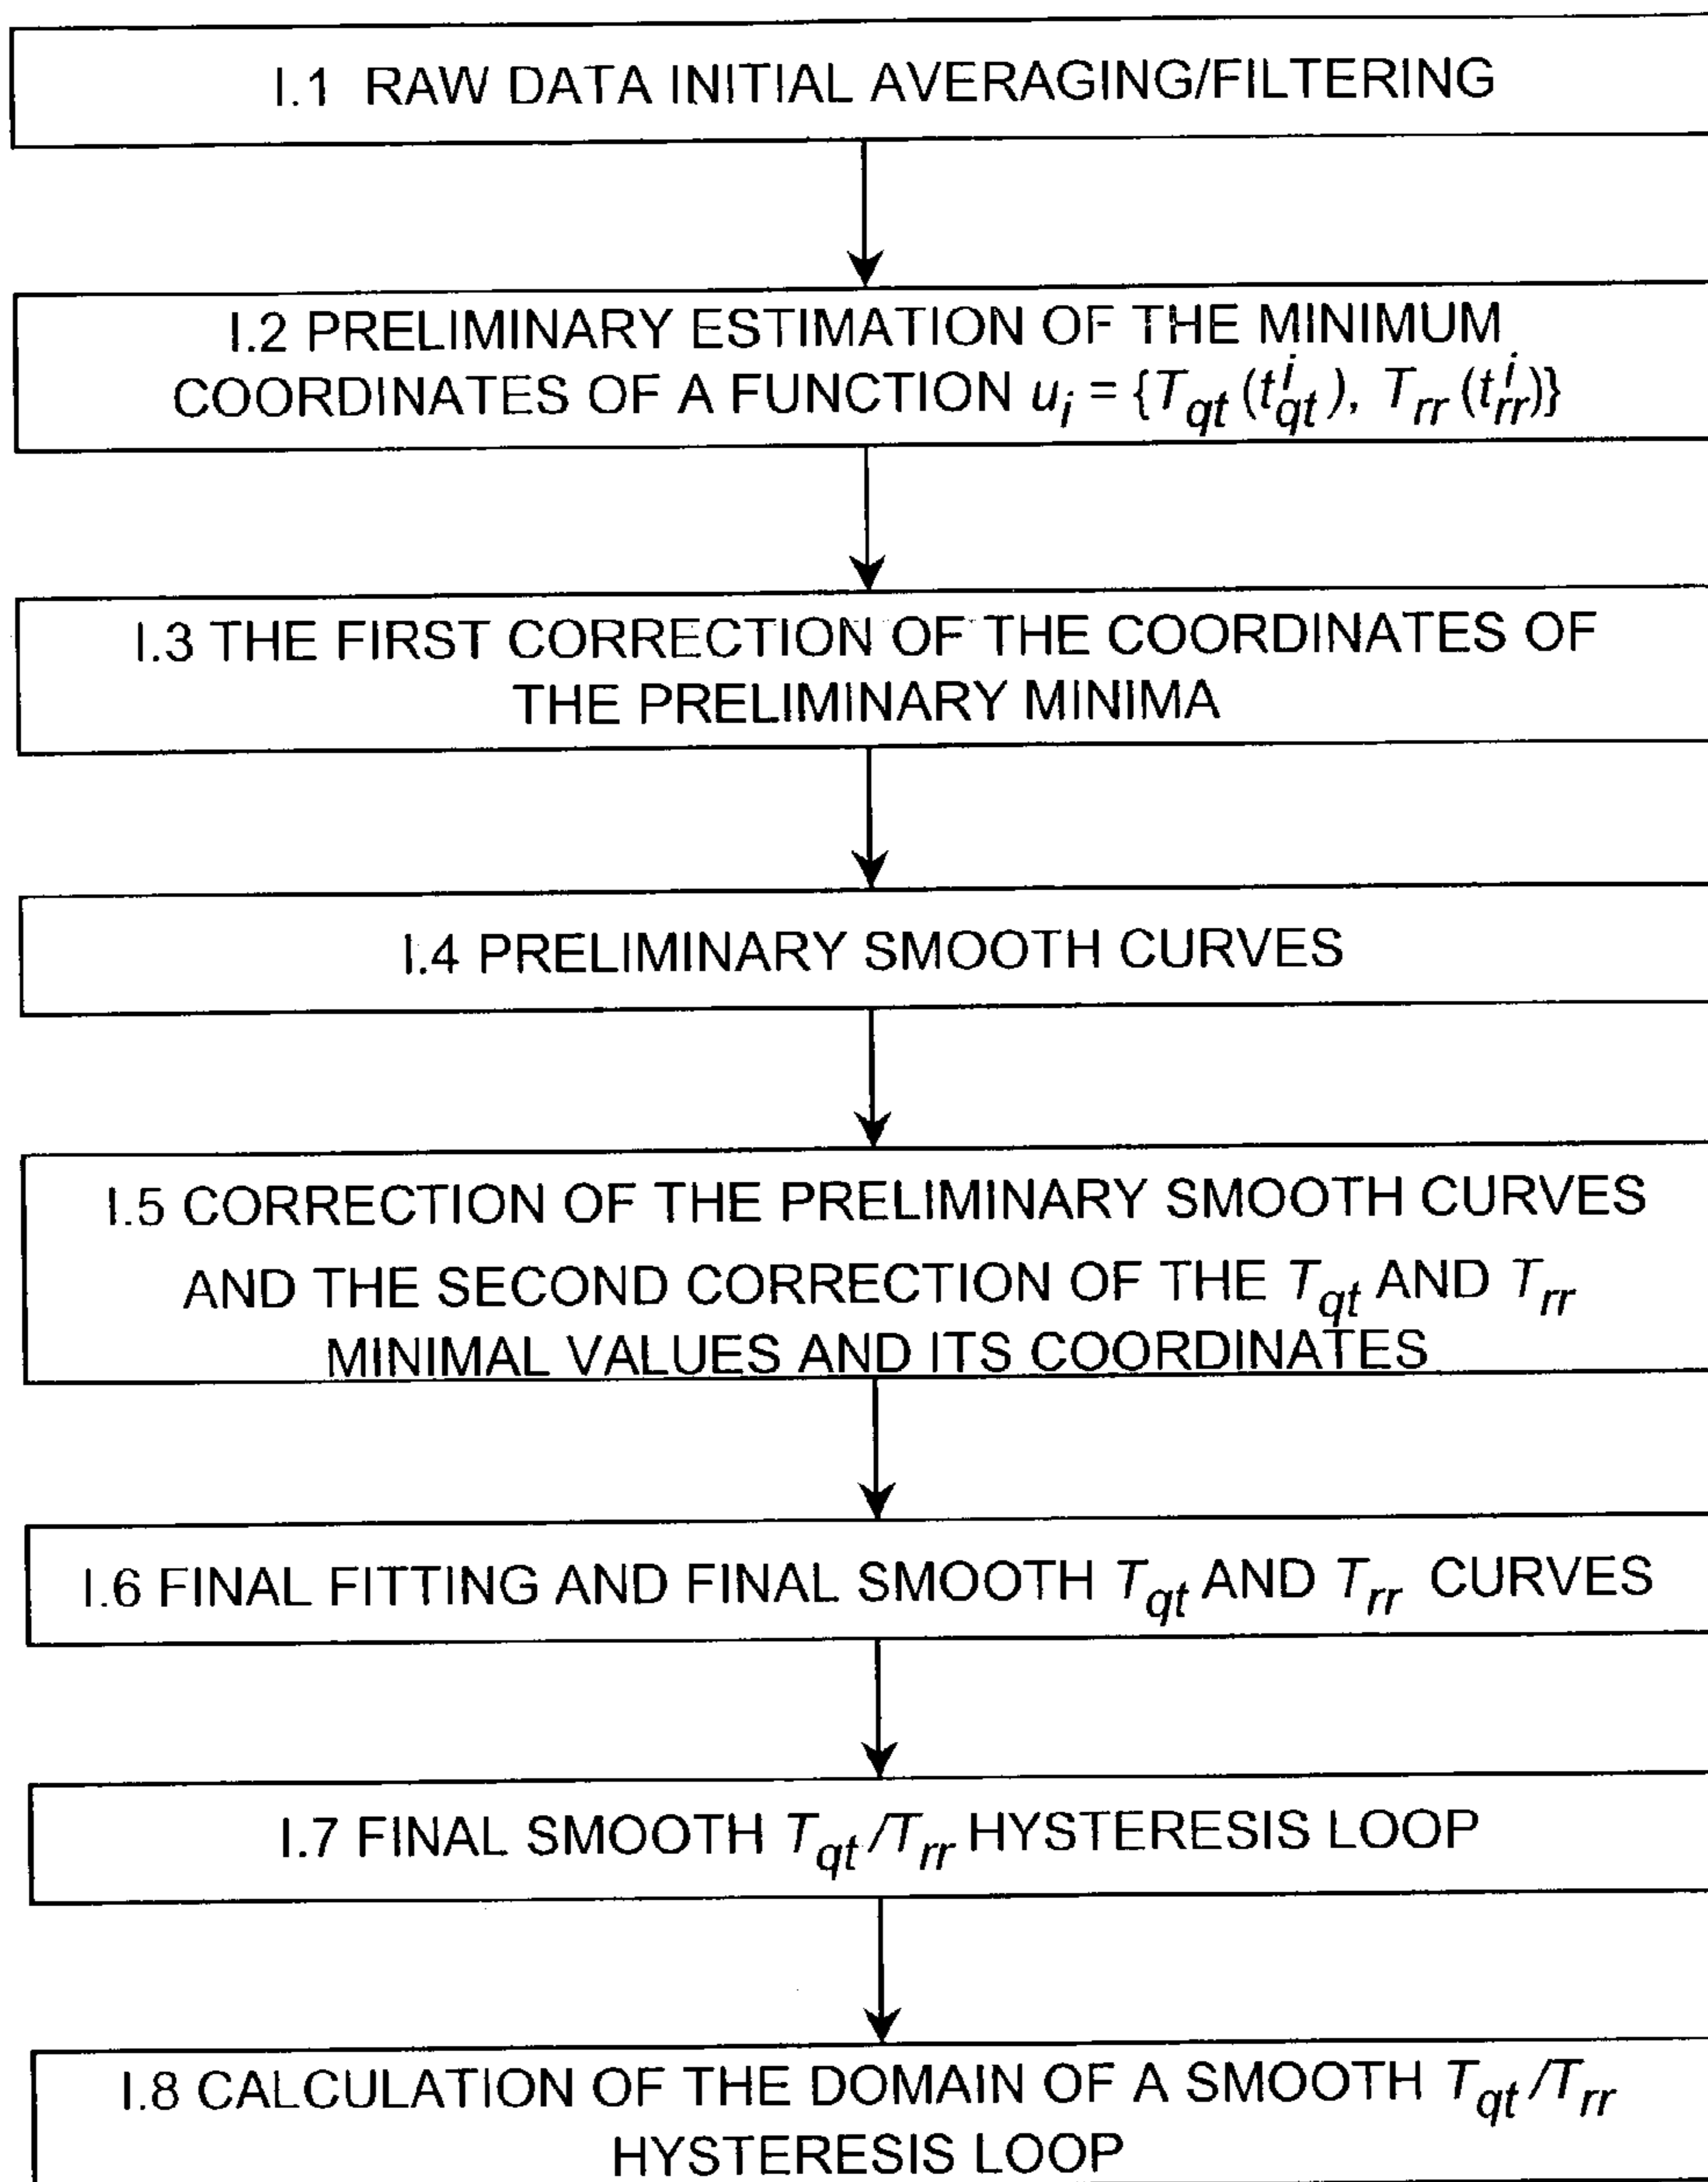 I.1 RAW DATA INITIAL AVERAGING/FILTERING
I.2 PRELIMINARY ESTIMATION OF THE MINIMUM
COORDINATES OF A FUNCTION u_i = {T_qt (t^i_qt), T_rr (t^i_rr)}
I.3 THE FIRST CORRECTION OF THE COORDINATES OF
THE PRELIMINARY MINIMA
I.4 PRELIMINARY SMOOTH CURVES
I.5 CORRECTION OF THE PRELIMINARY SMOOTH CURVES
AND THE SECOND CORRECTION OF THE T_qt AND T_rr
MINIMAL VALUES AND ITS COORDINATES
I.6 FINAL FITTING AND FINAL SMOOTH T_qt AND T_rr CURVES
I.7 FINAL SMOOTH T_qt /T_rr HYSTERESIS LOOP
I.8 CALCULATION OF THE DOMAIN OF A SMOOTH T_qt /T_rr
HYSTERESIS LOOP